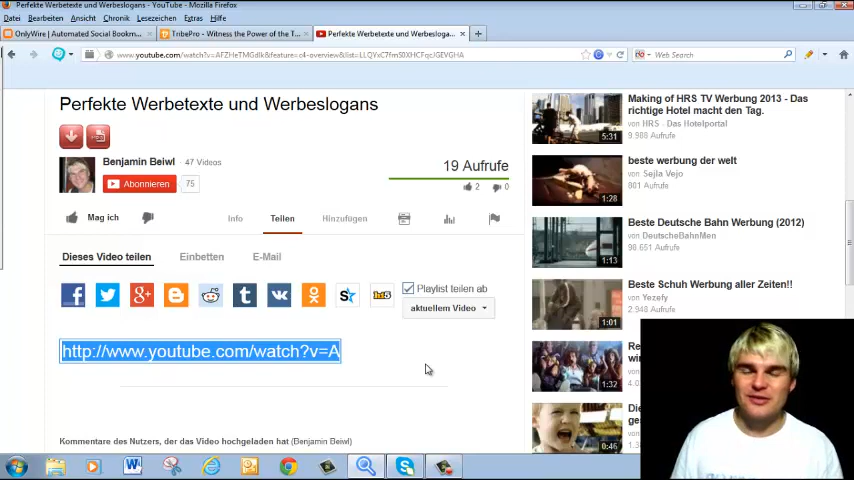 Perfekte Werbetexte und Werbeslogans - YouTube - Mozilla Firefox
Datei Bearbeiten Ansicht Chronik Lesezeichen Extras Hilfe
OnlyWire | Automated Social Bookm...
TribePro - Witness the Power of the T...
Perfekte Werbetexte und Werbesloga...
Web Search
Perfekte Werbetexte und Werbeslogans
Benjamin Beiwl · 47 Videos
Abonnieren 75
19 Aufrufe
2 0
Mag ich
Info Teilen Hinzufügen
Dieses Video teilen Einbetten E-Mail
Playlist teilen ab
aktuellem Video
http://www.youtube.com/watch?v=A
Kommentare des Nutzers, der das Video hochgeladen hat (Benjamin Beiwl)
Making of HRS TV Werbung 2013 - Das
richtige Hotel macht den Tag.
von HRS - Das Hotelportal
9 988 Aufrufe
5:31
beste werbung der welt
von Sejla Vejo
801 Aufrufe
1:28
Beste Deutsche Bahn Werbung (2012)
von DeutscheBahnMen
98.651 Aufrufe
1:13
Beste Schuh Werbung aller Zeiten!!
von Yezefy
2.948 Aufrufe
1:01
1:32
0:46